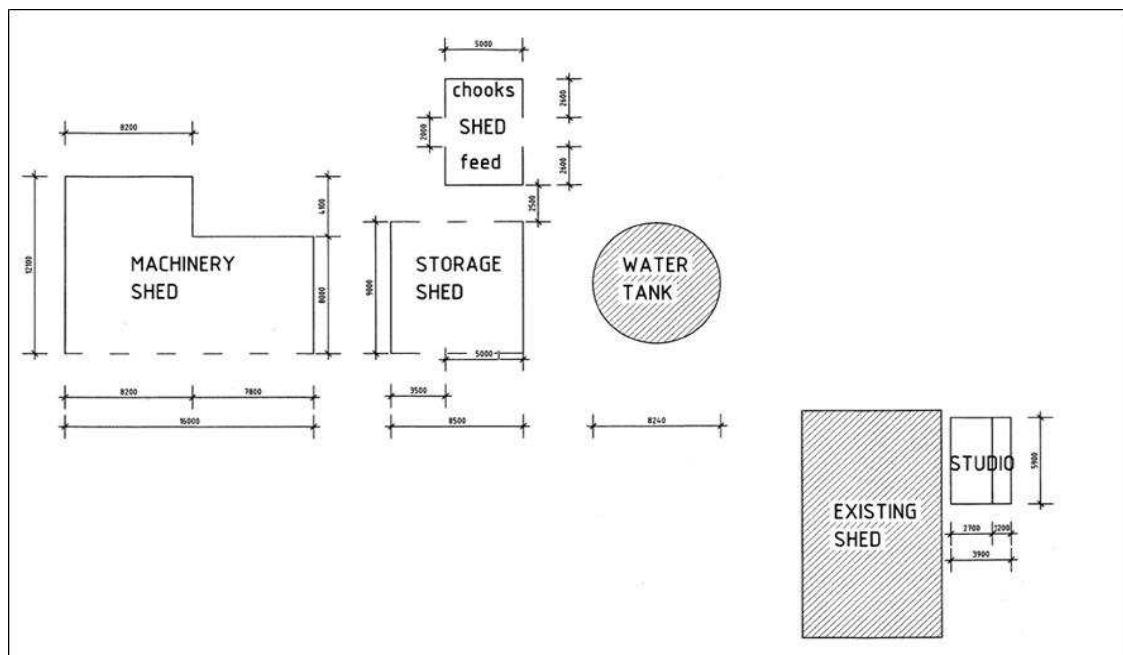 5000
chooks
SHED
feed
2600
2000
2600
8200
2500
12100
4100
8000
MACHINERY
SHED
9000
STORAGE
SHED
WATER
TANK
5000
3500
8200
7800
16000
8500
8240
STUDIO
5900
EXISTING
SHED
2700
1200
3900